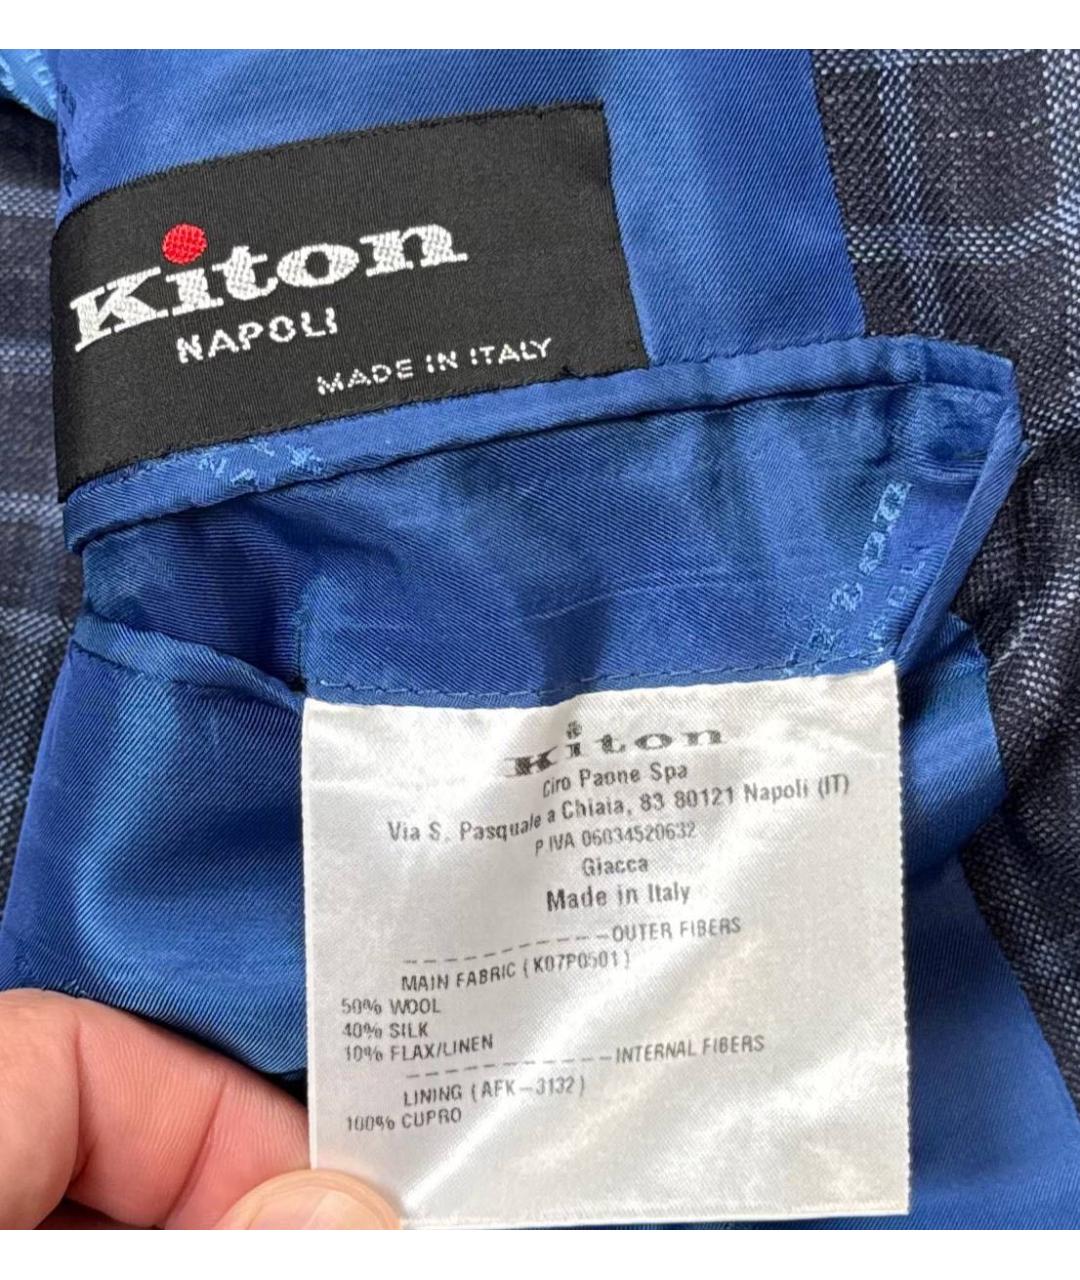 Kiton
NAPOLI
MADE IN ITALY
Kiton
Ciro Paone Spa
Via S. Pasquale a Chiaia, 83 80121 Napoli (IT)
P IVA 06034520632
Giacca
Made in Italy
------------OUTER FIBERS
MAIN FABRIC (K07P0501)
50% WOOL
40% SILK
10% FLAX/LINEN
------------INTERNAL FIBERS
LINING (AFK-3132)
100% CUPRO